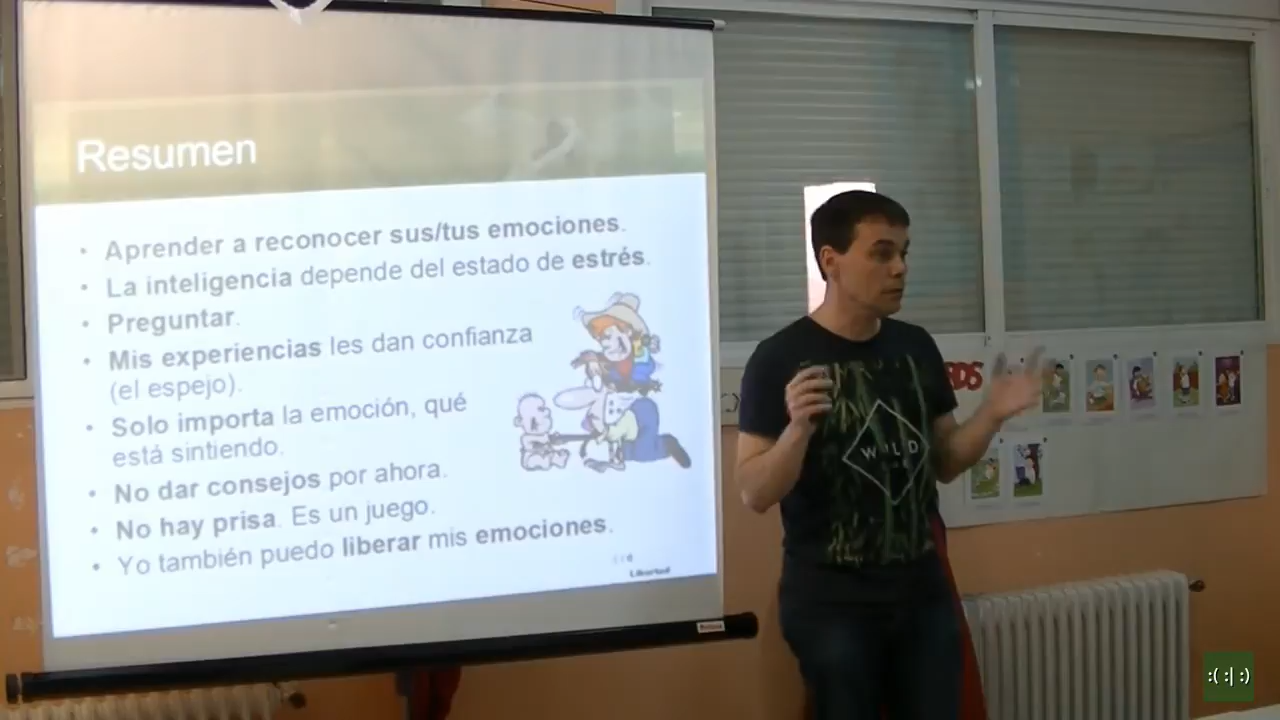 Resumen
• Aprender a reconocer sus/tus emociones.
• La inteligencia depende del estado de estrés.
• Preguntar.
• Mis experiencias les dan confianza
(el espejo).
• Solo importa la emoción, qué
está sintiendo.
• No dar consejos por ahora.
• No hay prisa. Es un juego.
• Yo también puedo liberar mis emociones.
Libertad
WILD
:( :| :)